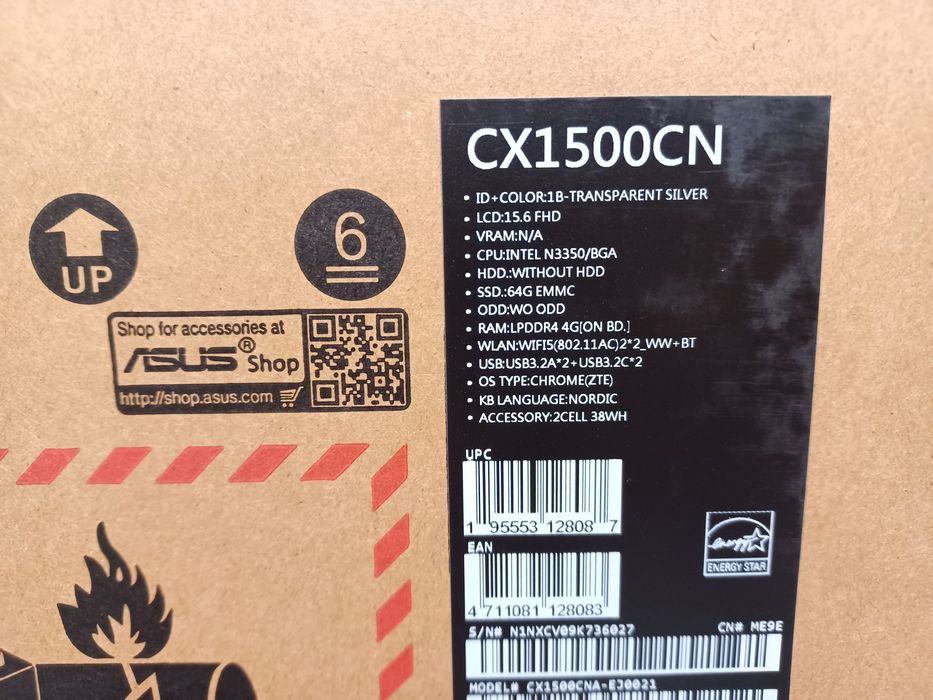 UP
6
Shop for accessories at
ASUS® Shop
http://shop.asus.com
CX1500CN
• ID+COLOR:1B-TRANSPARENT SILVER
• LCD:15.6 FHD
• VRAM:N/A
• CPU:INTEL N3350/BGA
• HDD.:WITHOUT HDD
• SSD.:64G EMMC
• ODD:WO ODD
• RAM:LPDDR4 4G[ON BD.]
• WLAN:WIFI5(802.11AC)2*2_WW+BT
• USB:USB3.2A*2+USB3.2C*2
• OS TYPE:CHROME(ZTE)
• KB LANGUAGE:NORDIC
• ACCESSORY:2CELL 38WH
UPC
1 95553 12808 7
EAN
4 711081 128083
energy
ENERGY STAR
S/N# N1NXCV09K736027 CN# ME9E
MODEL# CX1500CNA-EJ0021